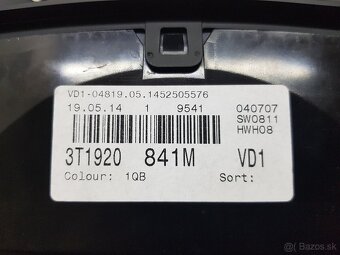 VD1-04819.05.1452505576
19.05.14 1 9541 040707
SW0811
HWH08
3T1920 841M VD1
Colour: 1QB Sort:
© Bazos.sk